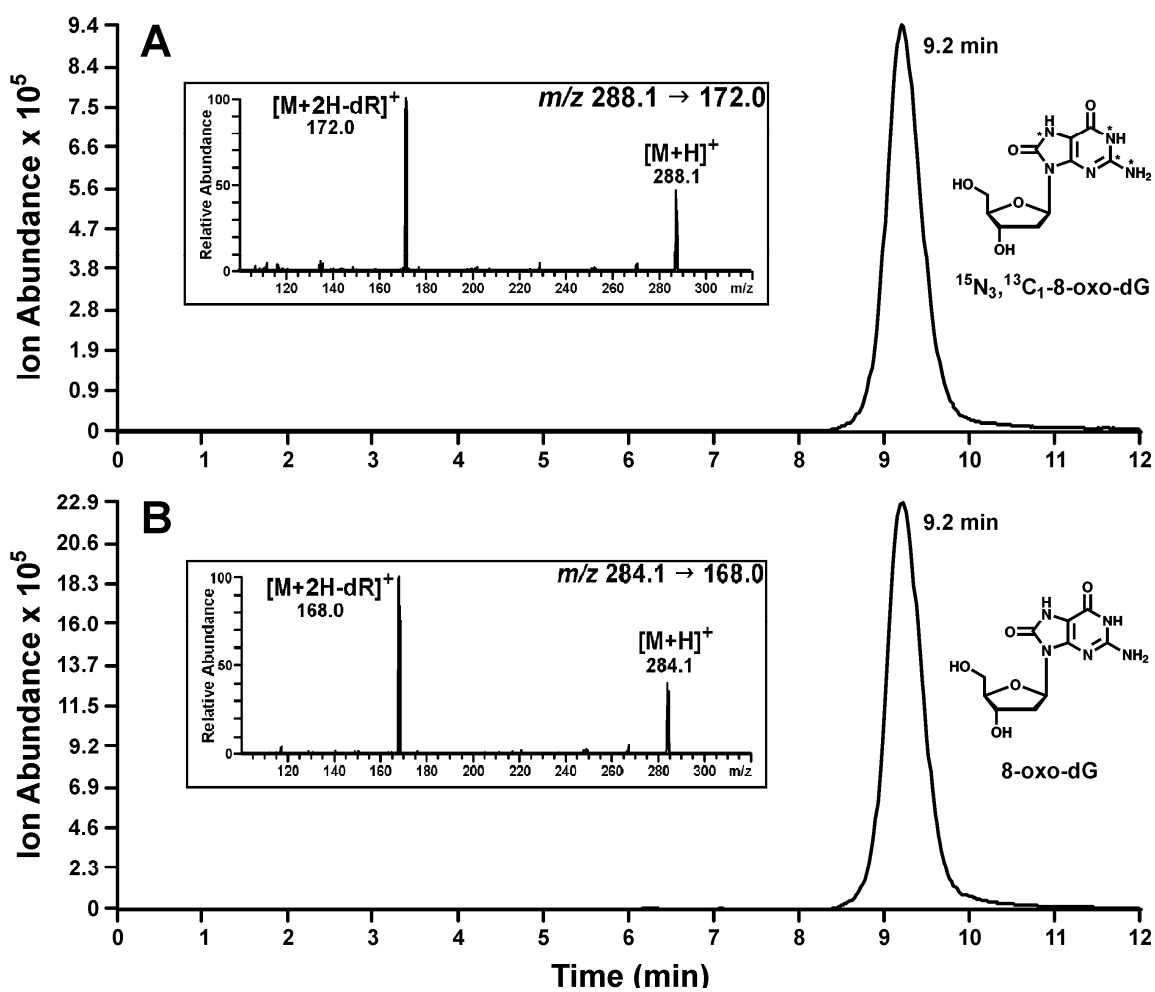 A
Ion Abundance x 10⁵
9.4
8.4
7.5
6.6
5.6
4.7
3.8
2.8
1.9
0.9
0
0 1 2 3 4 5 6 7 8 9 10 11 12
9.2 min
m/z 288.1 → 172.0
[M+2H-dR]⁺
172.0
[M+H]⁺
288.1
Relative Abundance
100
50
0
120 140 160 180 200 220 240 260 280 300 m/z
O
H
* N
*
NH
O
N
N
*
*
NH₂
HO
O
OH
¹⁵N₃,¹³C₁-8-oxo-dG
B
Ion Abundance x 10⁵
22.9
20.6
18.3
16.0
13.7
11.5
9.2
6.9
4.6
2.3
0
0 1 2 3 4 5 6 7 8 9 10 11 12
Time (min)
9.2 min
m/z 284.1 → 168.0
[M+2H-dR]⁺
168.0
[M+H]⁺
284.1
Relative Abundance
100
50
0
120 140 160 180 200 220 240 260 280 300 m/z
O
H
N
NH
O
N
N
NH₂
HO
O
OH
8-oxo-dG